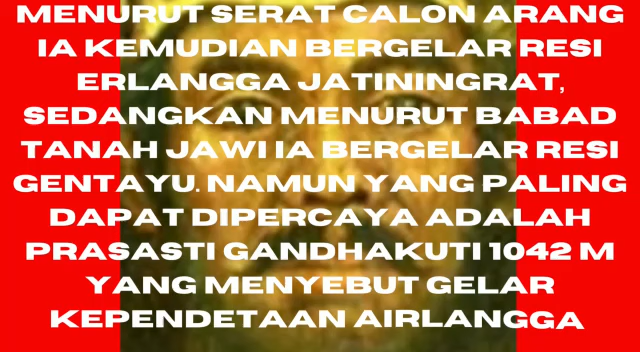 MENURUT SERAT CALON ARANG
IA KEMUDIAN BERGELAR RESI
ERLANGGA JATININGRAT,
SEDANGKAN MENURUT BABAD
TANAH JAWI IA BERGELAR RESI
GENTAYU. NAMUN YANG PALING
DAPAT DIPERCAYA ADALAH
PRASASTI GANDHAKUTI 1042 M
YANG MENYEBUT GELAR
KEPENDETAAN AIRLANGGA